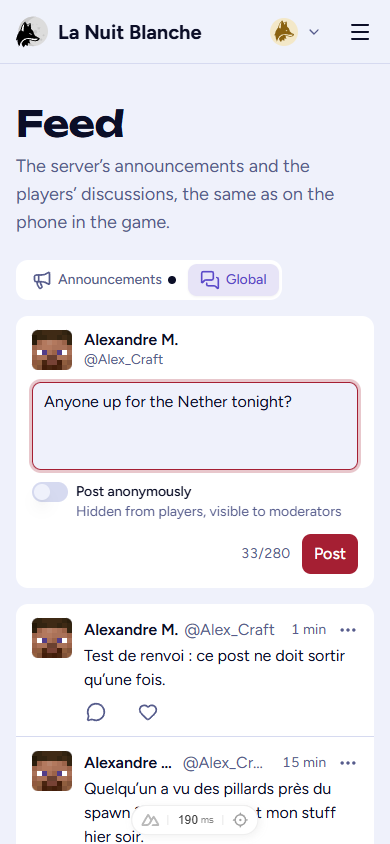 La Nuit Blanche
Feed
The server's announcements and the
players' discussions, the same as on the
phone in the game.
Announcements
Global
Alexandre M.
@Alex_Craft
Anyone up for the Nether tonight?
Post anonymously
Hidden from players, visible to moderators
33/280
Post
Alexandre M. @Alex_Craft 1 min
Test de renvoi : ce post ne doit sortir
qu'une fois.
Alexandre ... @Alex_Cr... 15 min
Quelqu'un a vu des pillards près du
spawn t mon stuff
190 ms
hier soir.